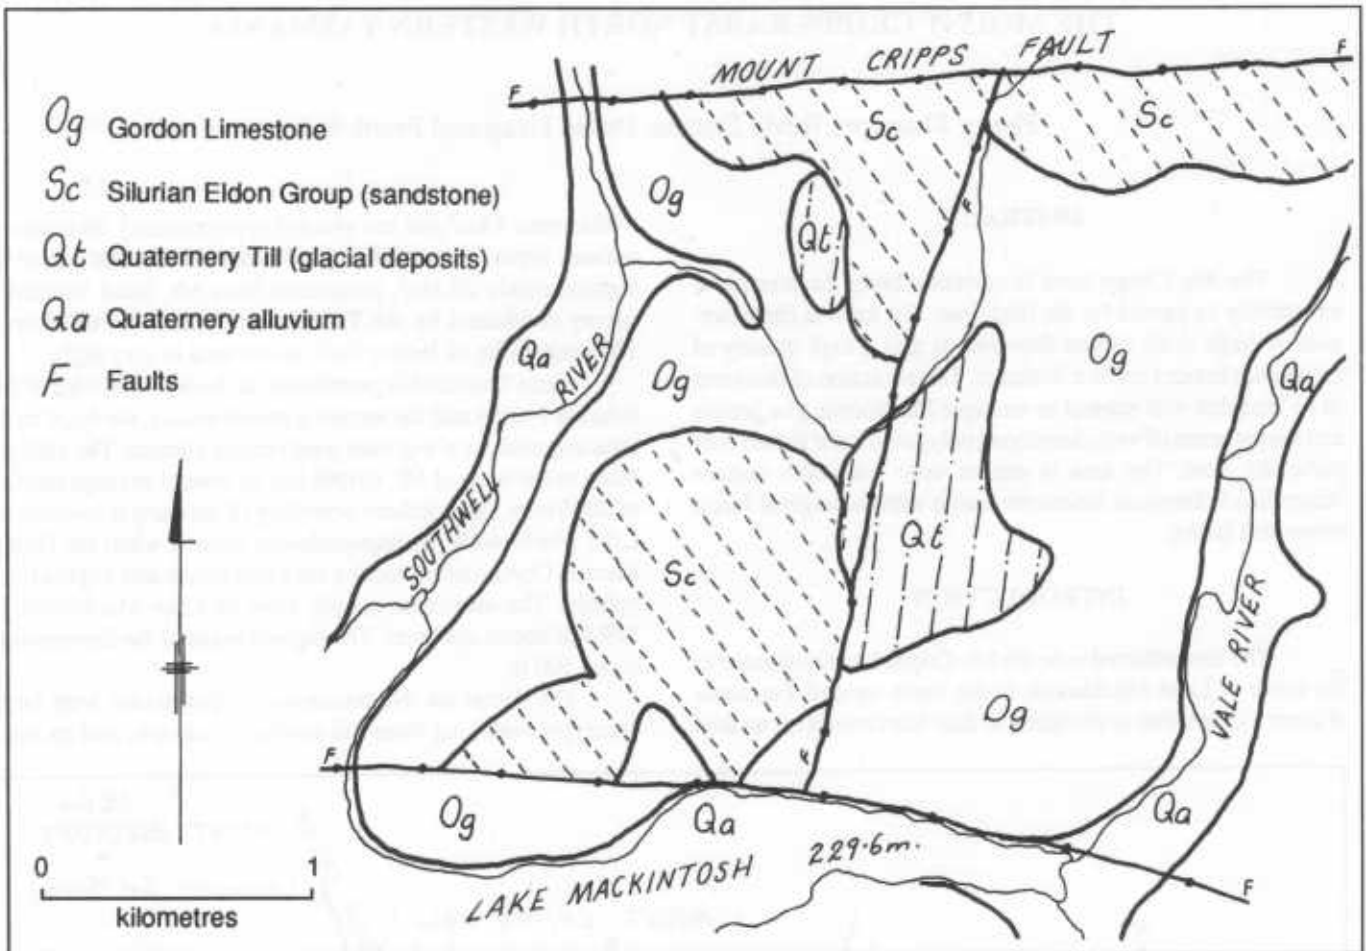 Og Gordon Limestone
Sc Silurian Eldon Group (sandstone)
Qt Quaternery Till (glacial deposits)
Qa Quaternery alluvium
F Faults
0 1
kilometres
F MOUNT CRIPPS FAULT F
Sc
Sc
Og
Qt
F
Qa
RIVER
SOUTHWELL
Og
Og
Qa
Sc
Qt
Og
VALE RIVER
F
F
Og
Qa
Qa
LAKE MACKINTOSH
229.6m.
F